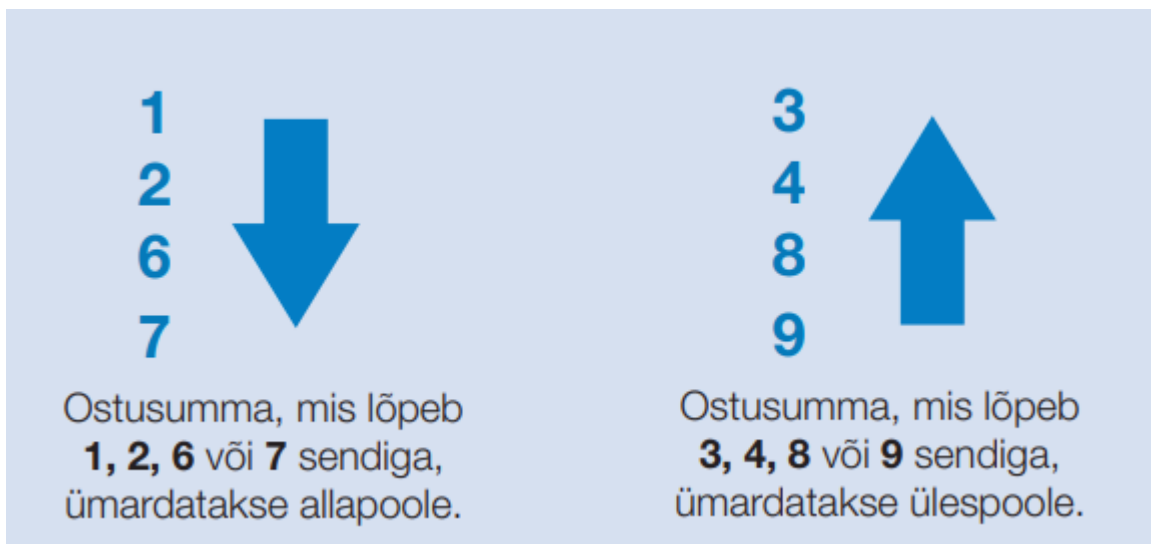 1
2
6
7
Ostusumma, mis lõpeb
1, 2, 6 või 7 sendiga,
ümardatakse allapoole.
3
4
8
9
Ostusumma, mis lõpeb
3, 4, 8 või 9 sendiga,
ümardatakse ülespoole.